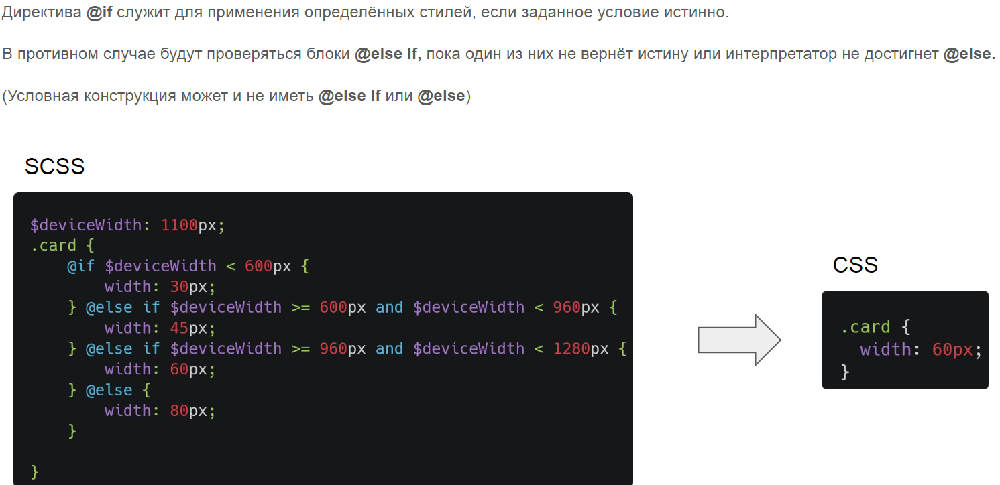 Директива @if служит для применения определённых стилей, если заданное условие истинно.
В противном случае будут проверяться блоки @else if, пока один из них не вернёт истину или интерпретатор не достигнет @else.
(Условная конструкция может и не иметь @else if или @else)
SCSS
$deviceWidth: 1100px;
.card {
    @if $deviceWidth < 600px {
        width: 30px;
    } @else if $deviceWidth >= 600px and $deviceWidth < 960px {
        width: 45px;
    } @else if $deviceWidth >= 960px and $deviceWidth < 1280px {
        width: 60px;
    } @else {
        width: 80px;
    }
}
CSS
.card {
  width: 60px;
}